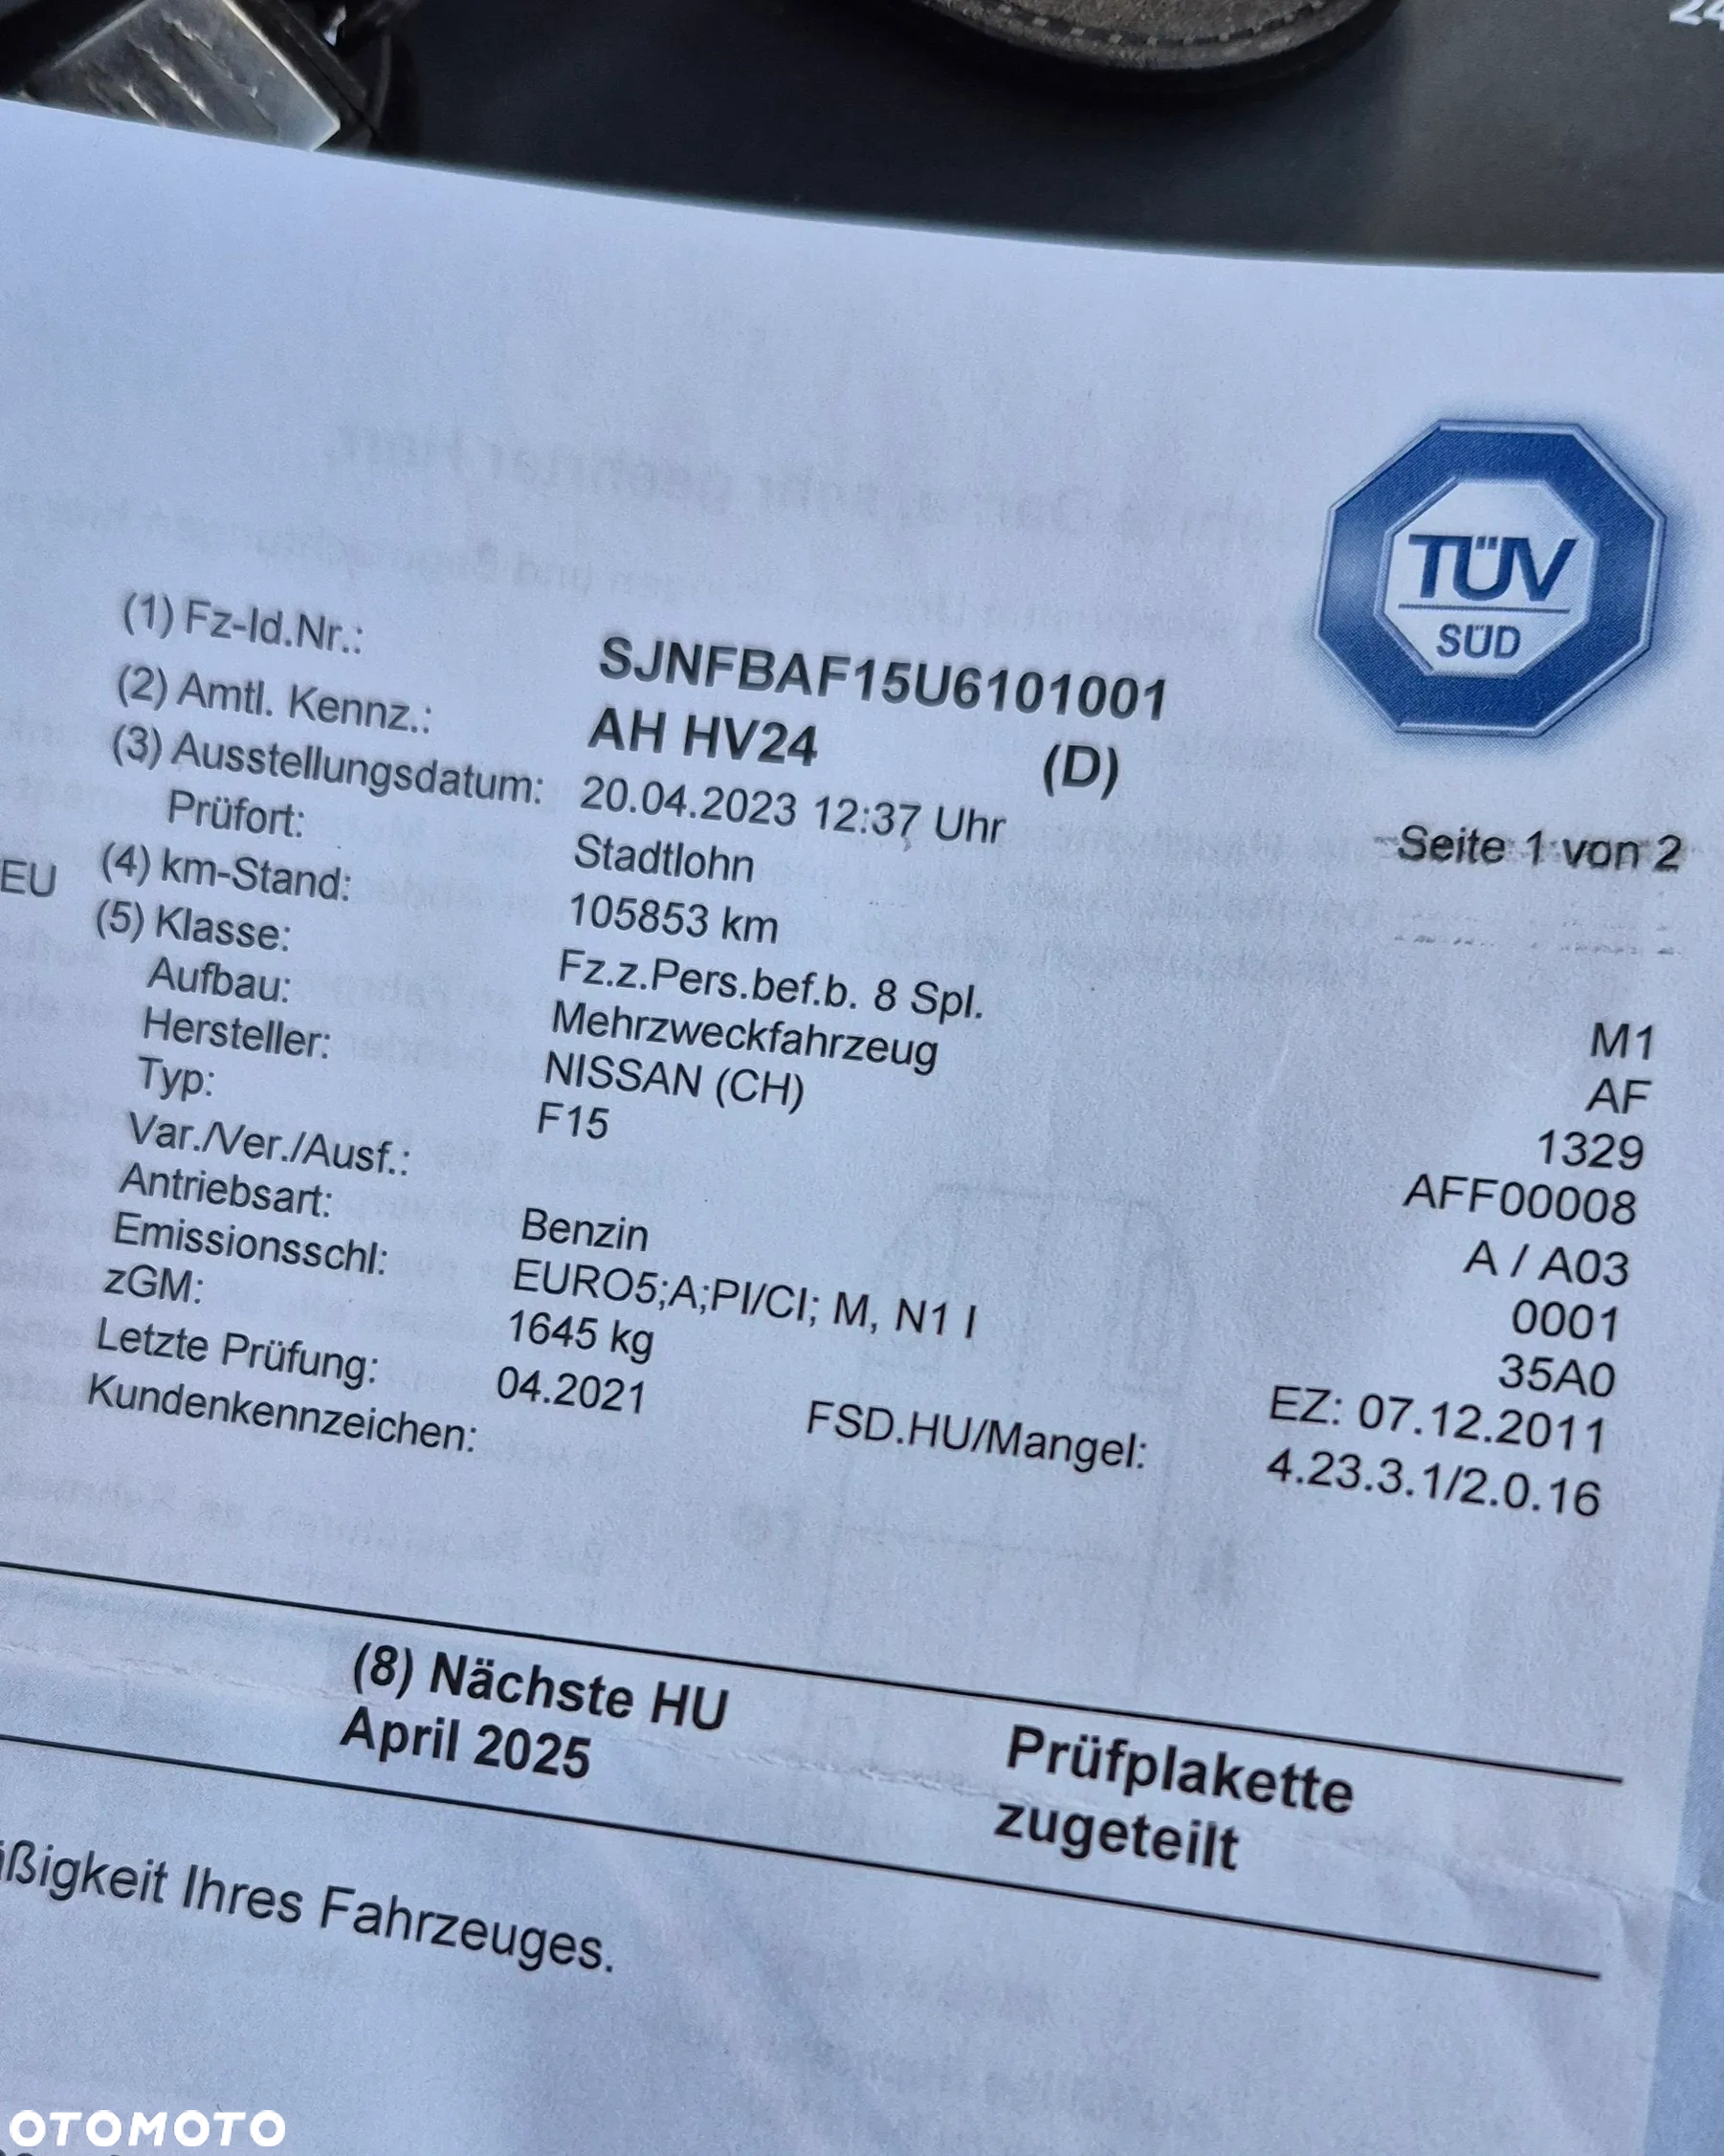 24
TÜV
SÜD
(1) Fz-Id.Nr.: SJNFBAF15U6101001
(2) Amtl. Kennz.: AH HV24 (D)
(3) Ausstellungsdatum: 20.04.2023 12:37 Uhr
Prüfort: Stadtlohn Seite 1 von 2
EU (4) km-Stand: 105853 km
(5) Klasse: Fz.z.Pers.bef.b. 8 Spl. M1
Aufbau: Mehrzweckfahrzeug AF
Hersteller: NISSAN (CH) 1329
Typ: F15 AFF00008
Var./Ver./Ausf.: A / A03
Antriebsart: Benzin 0001
Emissionsschl: EURO5;A;PI/CI; M, N1 I 35A0
zGM: 1645 kg EZ: 07.12.2011
Letzte Prüfung: 04.2021 FSD.HU/Mangel: 4.23.3.1/2.0.16
Kundenkennzeichen:
(8) Nächste HU
April 2025
Prüfplakette
zugeteilt
äßigkeit Ihres Fahrzeuges.
OTOMOTO